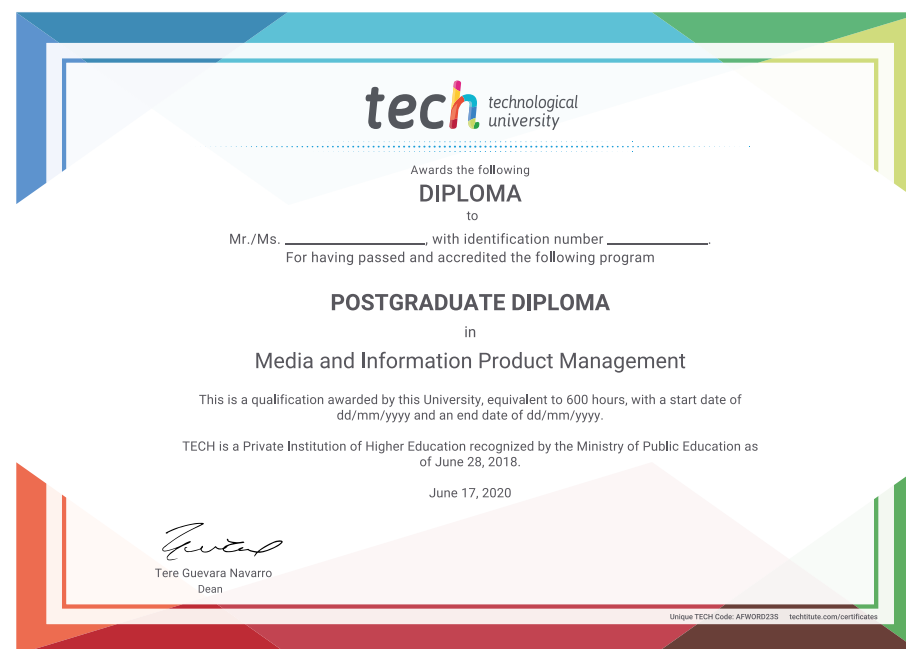 tech technological
university
Awards the following
DIPLOMA
to
Mr./Ms. ____________, with identification number _________.
For having passed and accredited the following program
POSTGRADUATE DIPLOMA
in
Media and Information Product Management
This is a qualification awarded by this University, equivalent to 600 hours, with a start date of
dd/mm/yyyy and an end date of dd/mm/yyyy.
TECH is a Private Institution of Higher Education recognized by the Ministry of Public Education as
of June 28, 2018.
June 17, 2020
Tere Guevara Navarro
Dean
Unique TECH Code: AFWORD23S techtitute.com/certificates